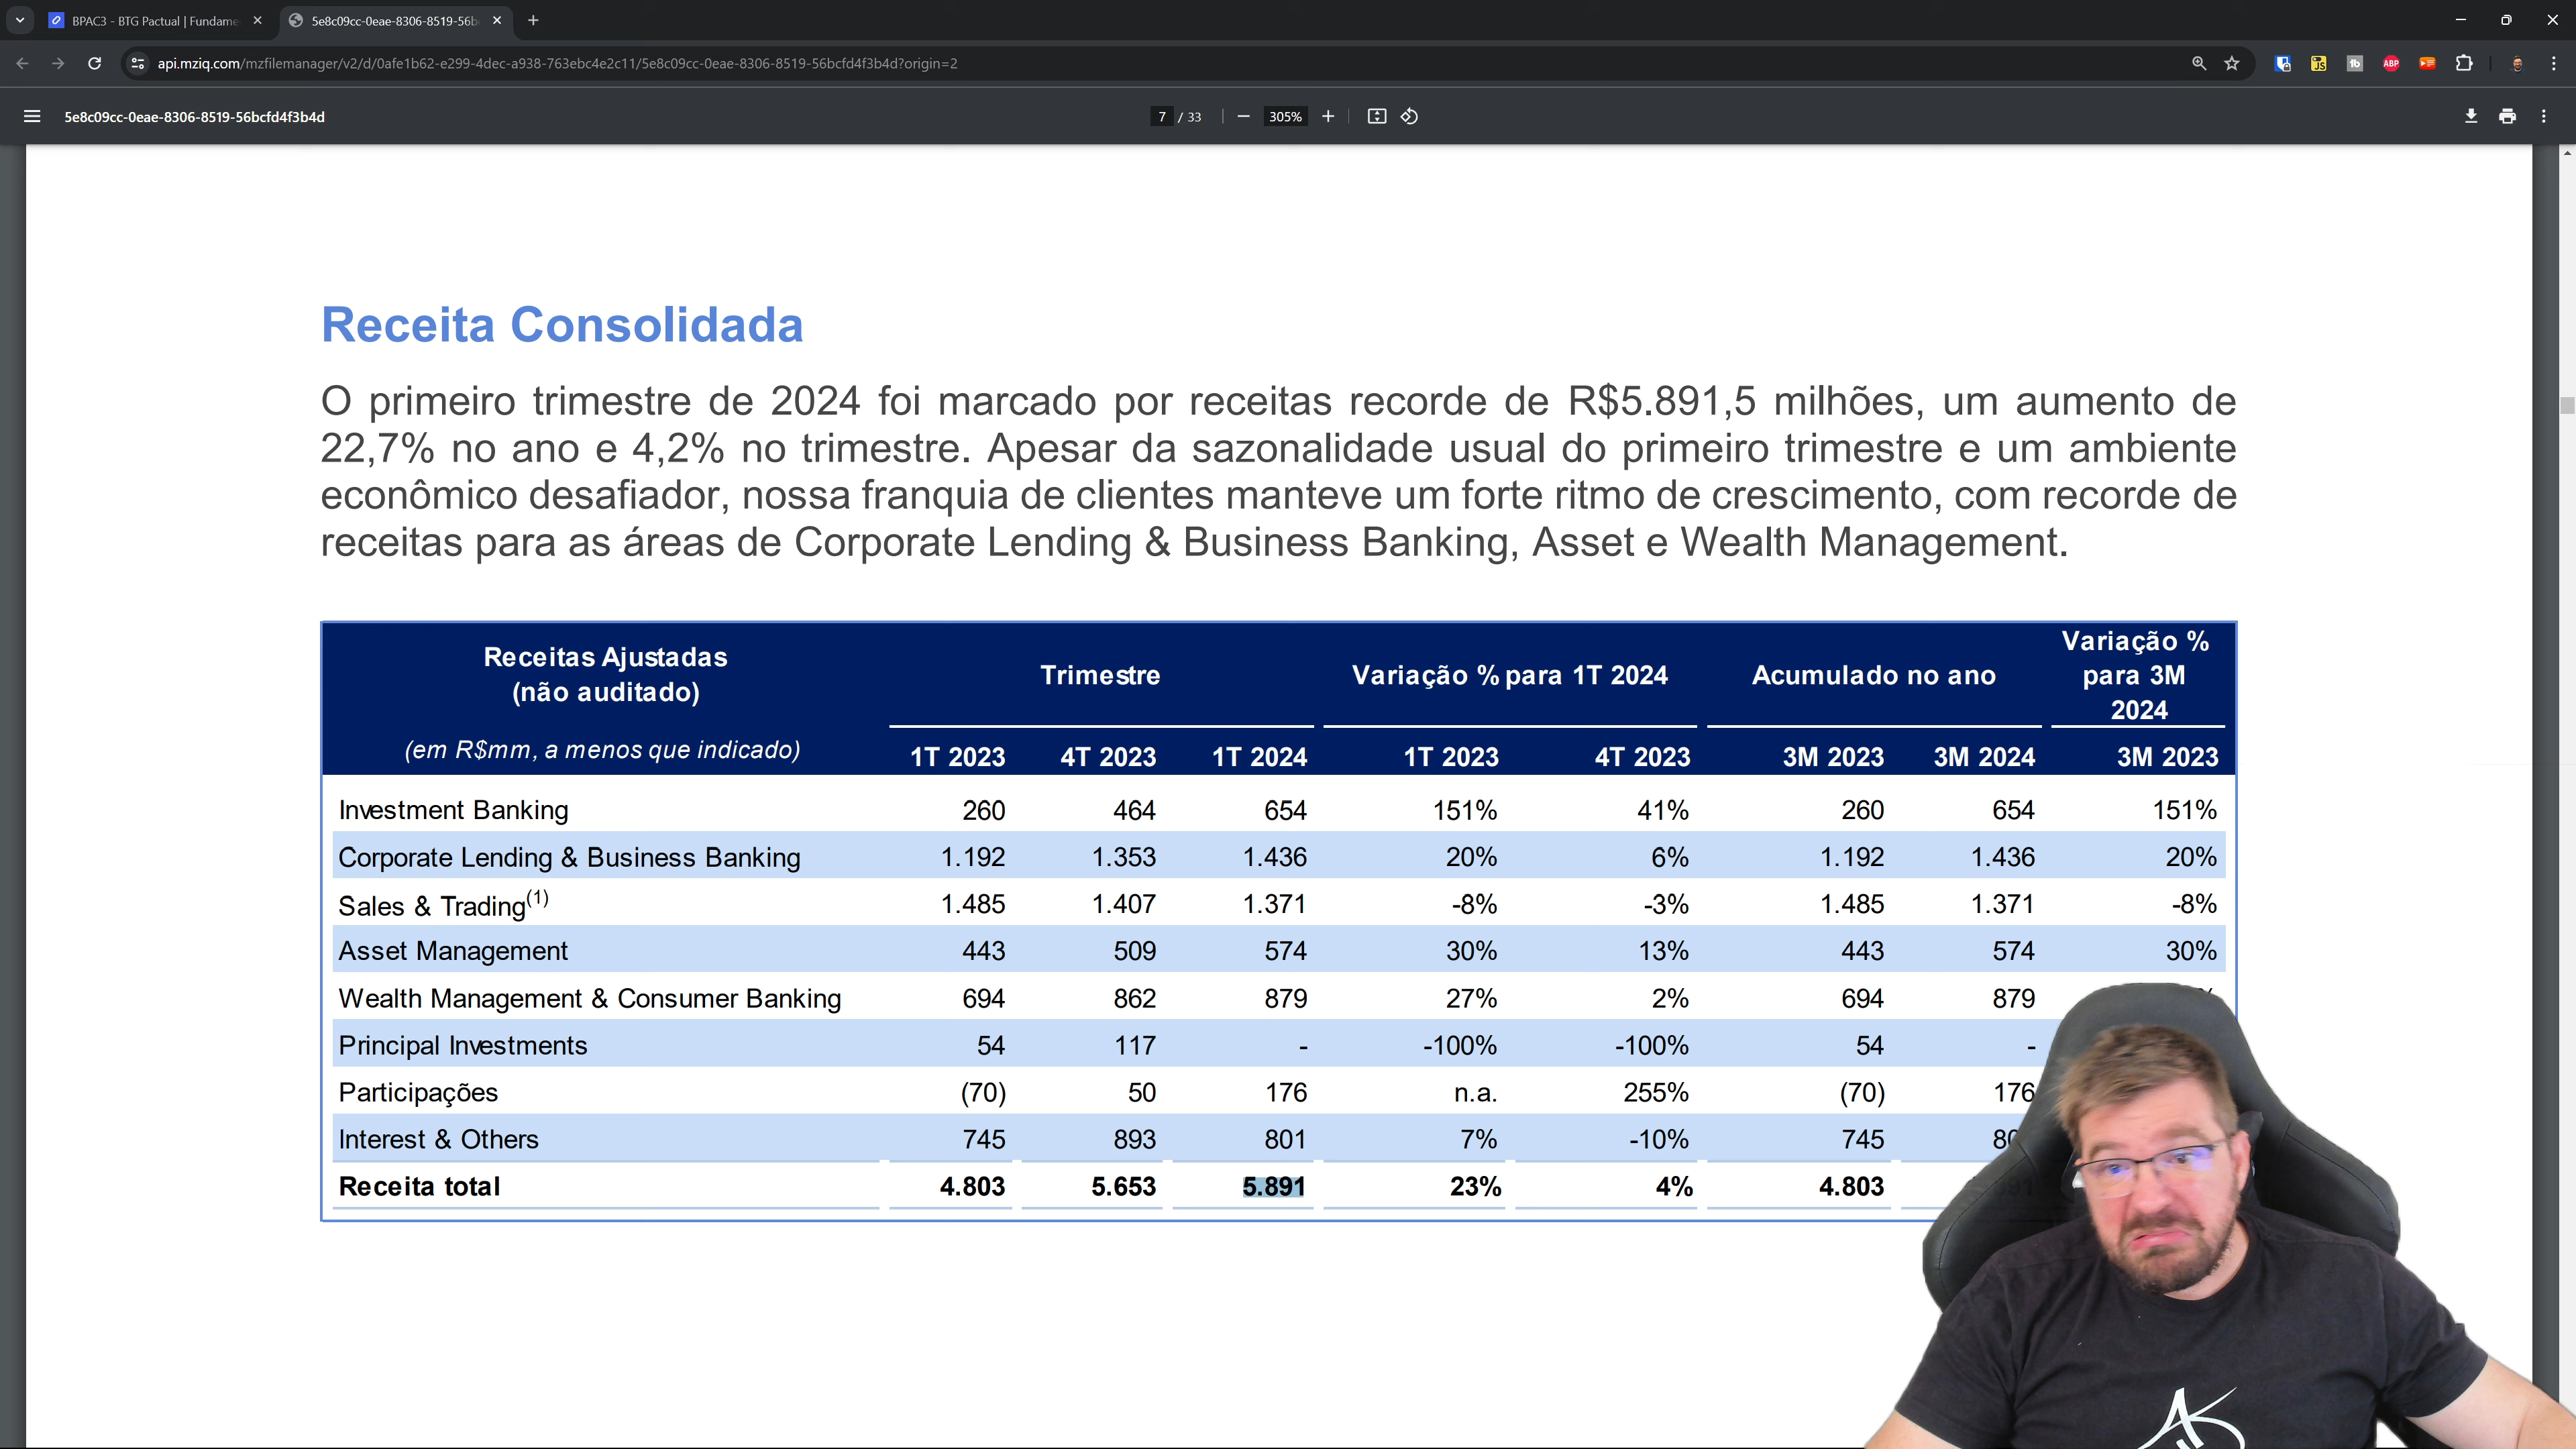 BPAC3 - BTG Pactual | Fundame
5e8c09cc-0eae-8306-8519-56b
api.mziq.com/mzfilemanager/v2/d/0afe1b62-e299-4dec-a938-763ebc4e2c11/5e8c09cc-0eae-8306-8519-56bcfd4f3b4d?origin=2
5e8c09cc-0eae-8306-8519-56bcfd4f3b4d
7 / 33
305%
Receita Consolidada
O primeiro trimestre de 2024 foi marcado por receitas recorde de R$5.891,5 milhões, um aumento de
22,7% no ano e 4,2% no trimestre. Apesar da sazonalidade usual do primeiro trimestre e um ambiente
econômico desafiador, nossa franquia de clientes manteve um forte ritmo de crescimento, com recorde de
receitas para as áreas de Corporate Lending & Business Banking, Asset e Wealth Management.
Receitas Ajustadas
(não auditado)
Trimestre
Variação % para 1T 2024
Acumulado no ano
Variação %
para 3M
2024
(em R$mm, a menos que indicado)
1T 2023 4T 2023 1T 2024 1T 2023 4T 2023 3M 2023 3M 2024 3M 2023
Investment Banking 260 464 654 151% 41% 260 654 151%
Corporate Lending & Business Banking 1.192 1.353 1.436 20% 6% 1.192 1.436 20%
Sales & Trading(1) 1.485 1.407 1.371 -8% -3% 1.485 1.371 -8%
Asset Management 443 509 574 30% 13% 443 574 30%
Wealth Management & Consumer Banking 694 862 879 27% 2% 694 879
Principal Investments 54 117 - -100% -100% 54 -
Participações (70) 50 176 n.a. 255% (70) 176
Interest & Others 745 893 801 7% -10% 745
Receita total 4.803 5.653 5.891 23% 4% 4.803